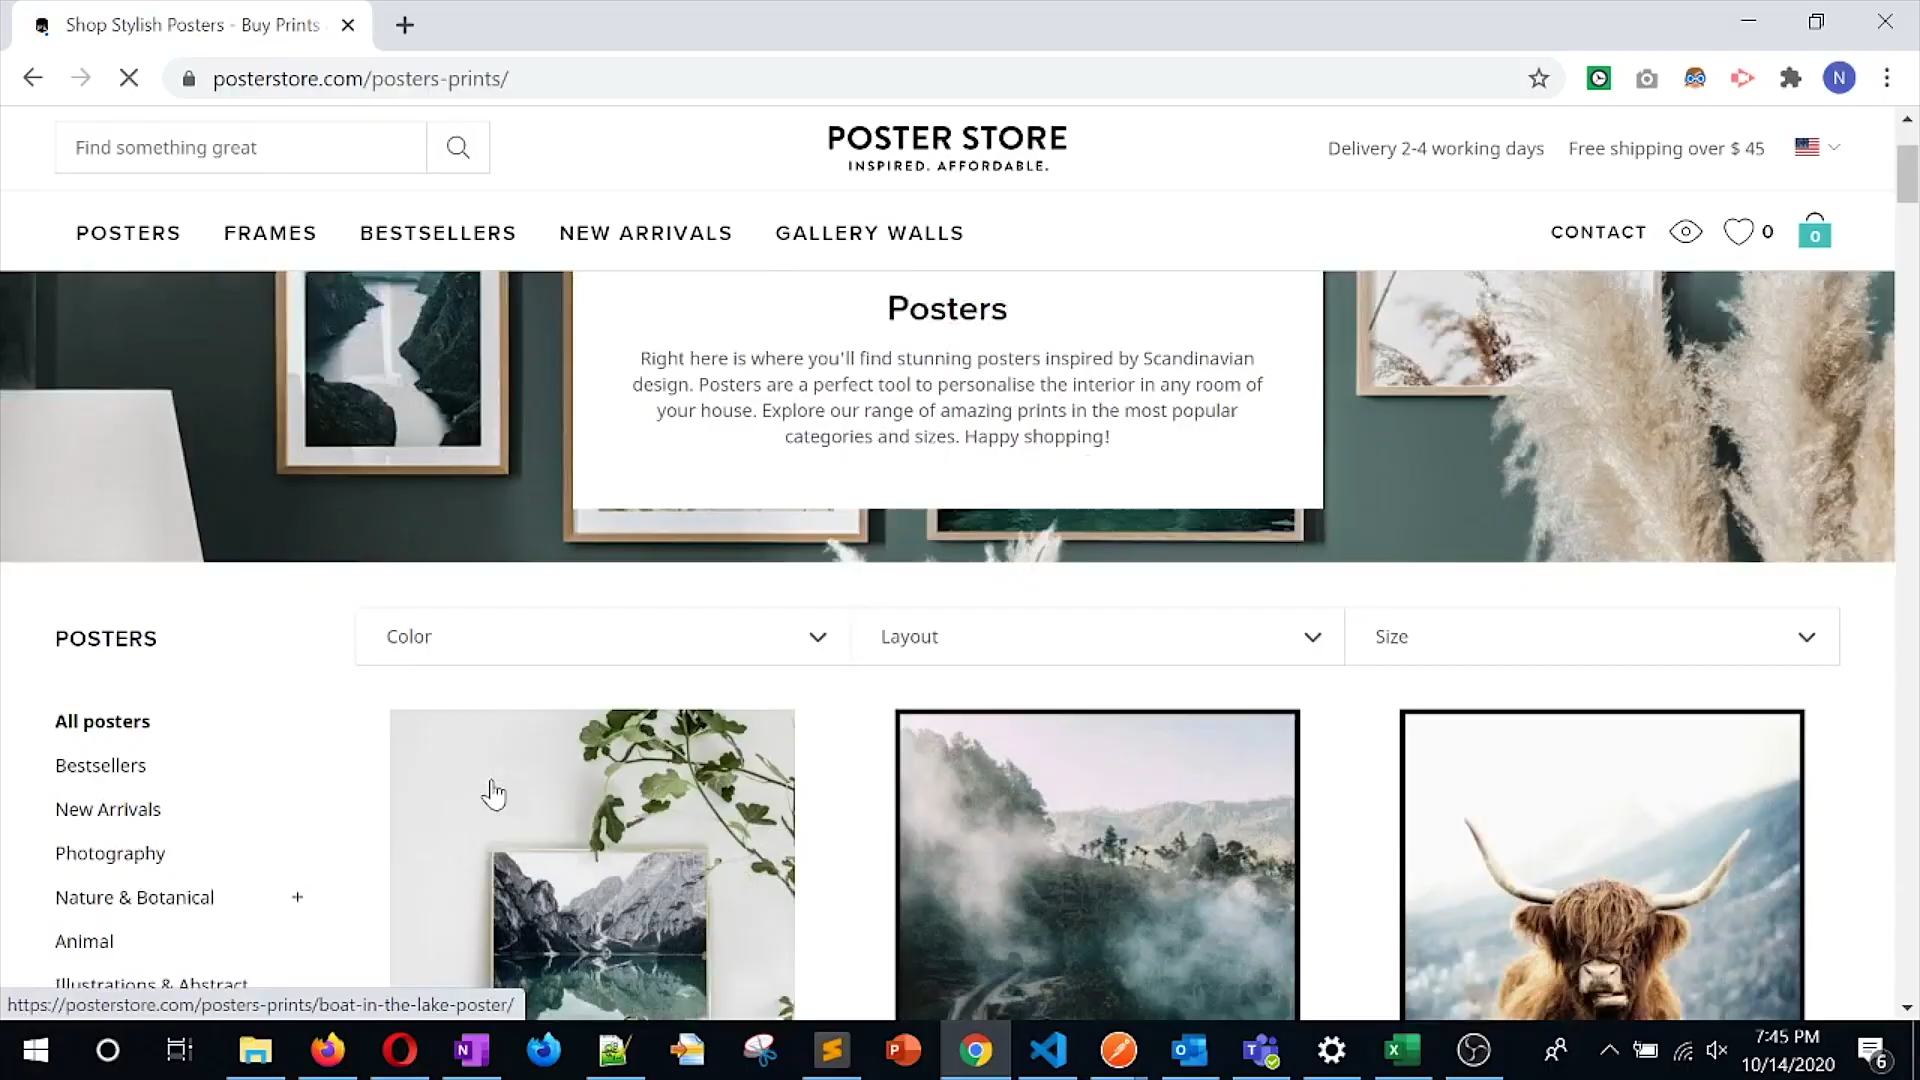 Shop Stylish Posters - Buy Prints
posterstore.com/posters-prints/
N
Find something great
POSTER STORE
INSPIRED. AFFORDABLE.
Delivery 2-4 working days
Free shipping over $ 45
POSTERS
FRAMES
BESTSELLERS
NEW ARRIVALS
GALLERY WALLS
CONTACT
0
0
Posters
Right here is where you'll find stunning posters inspired by Scandinavian
design. Posters are a perfect tool to personalise the interior in any room of
your house. Explore our range of amazing prints in the most popular
categories and sizes. Happy shopping!
POSTERS
Color
Layout
Size
All posters
Bestsellers
New Arrivals
Photography
Nature & Botanical
+
Animal
Illustrations & Abstract
https://posterstore.com/posters-prints/boat-in-the-lake-poster/
7:45 PM
10/14/2020
6